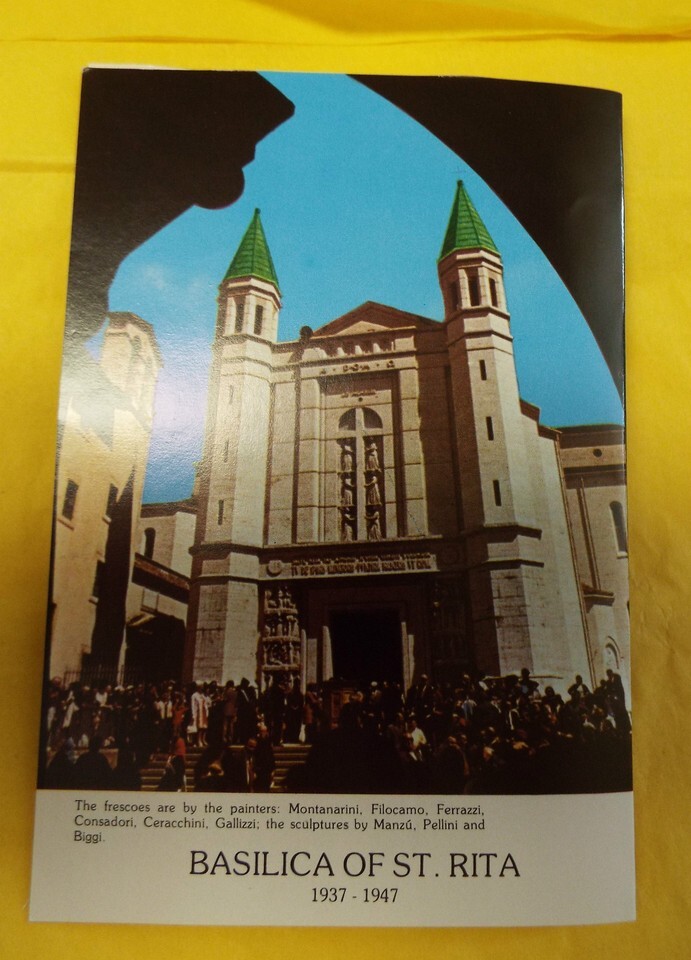 The frescoes are by the painters: Montanarini, Filocamo, Ferrazzi,
Consadori, Ceracchini, Gallizzi; the sculptures by Manzú, Pellini and
Biggi.
BASILICA OF ST. RITA
1937 - 1947